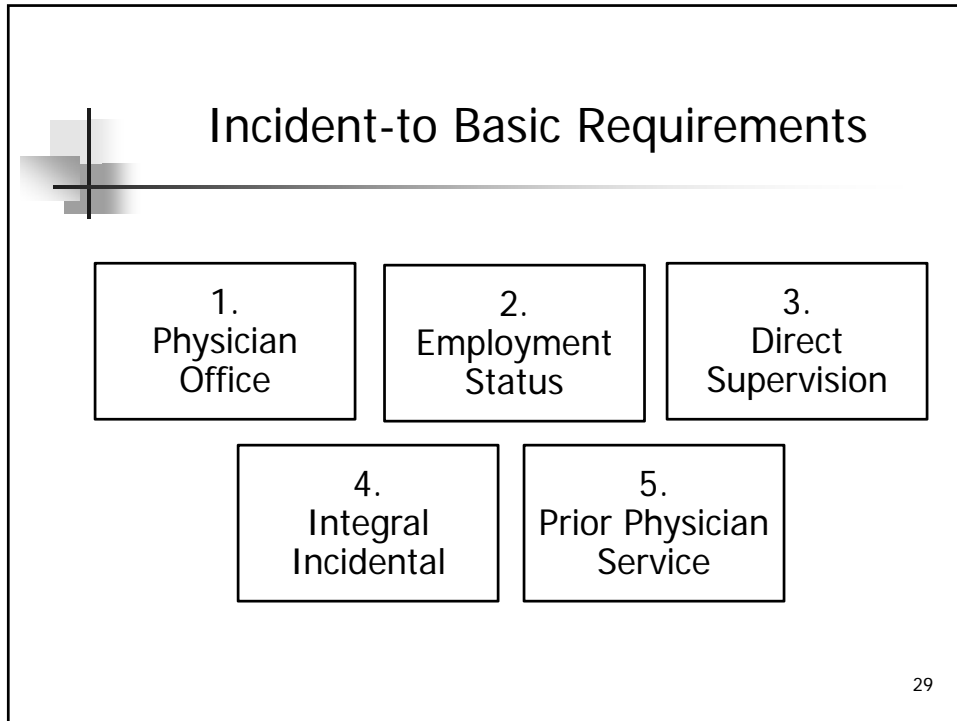 Incident-to Basic Requirements
1.
Physician
Office
2.
Employment
Status
3.
Direct
Supervision
4.
Integral
Incidental
5.
Prior Physician
Service
29